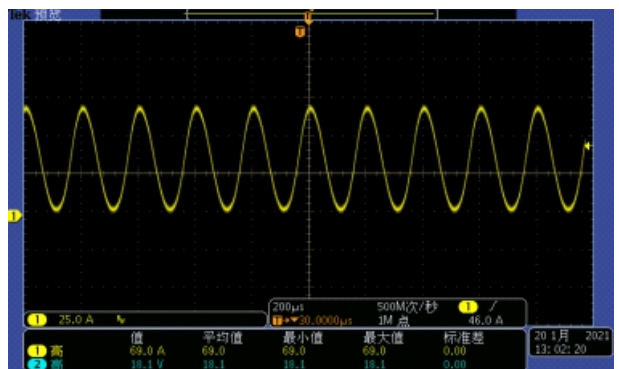 Tek 预览
T
T
1
200µs 500M次/秒 1 /
1 25.0 A T→▼30.0000µs 1M 点 46.0 A
值 平均值 最小值 最大值 标准差
1 高 69.0 A 69.0 69.0 69.0 0.00
2 高 18.1 V 18.1 18.1 18.1 0.00
20 1月 2021
13:02:20